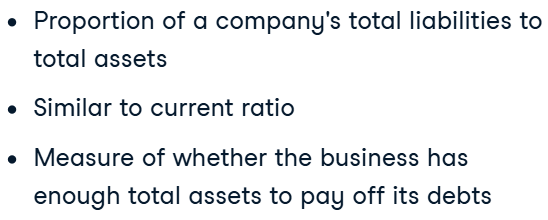 • Proportion of a company's total liabilities to
total assets
• Similar to current ratio
• Measure of whether the business has
enough total assets to pay off its debts